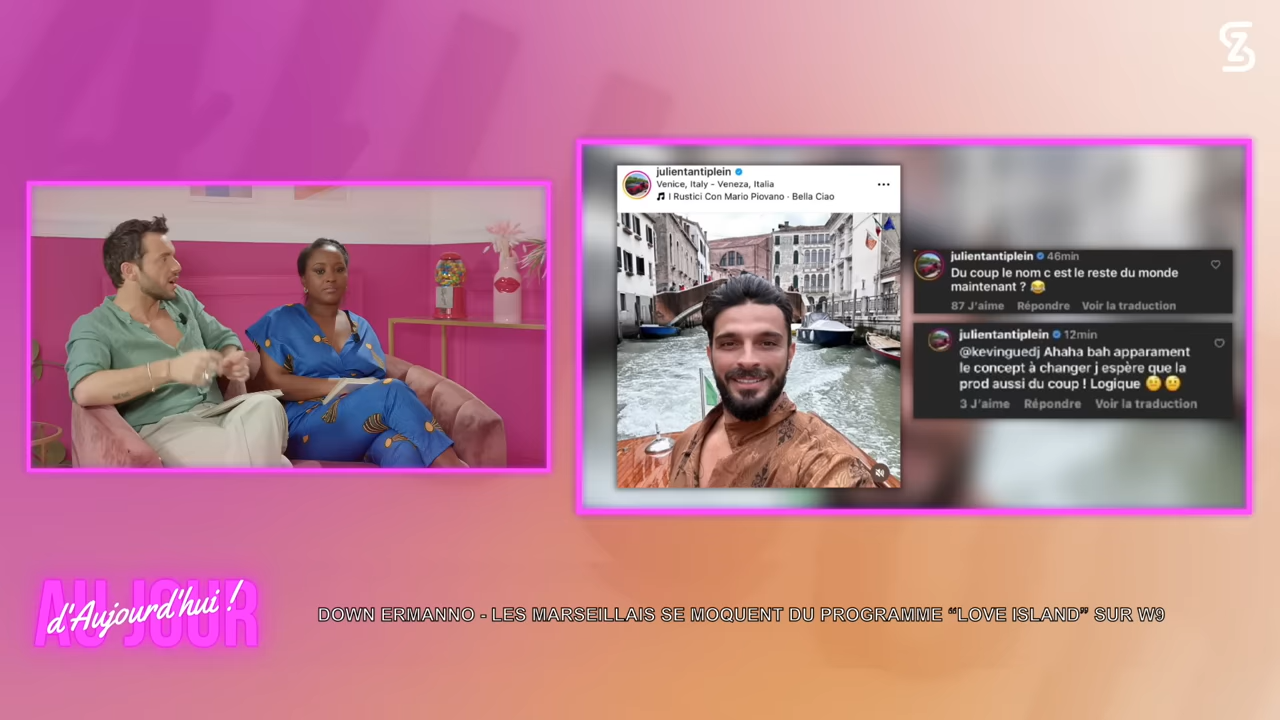 julientantiplein
Venice, Italy - Veneza, Italia
I Rustici Con Mario Piovano · Bella Ciao
julientantiplein 46min
Du coup le nom c est le reste du monde
maintenant ? 😂
87 J'aime Répondre Voir la traduction
julientantiplein 12min
@kevinguedj Ahaha bah apparament
le concept à changer j espère que la
prod aussi du coup ! Logique 😐 😐
3 J'aime Répondre Voir la traduction
AU JOUR
d'Aujourd'hui !
DOWN ERMANNO - LES MARSEILLAIS SE MOQUENT DU PROGRAMME “LOVE ISLAND” SUR W9